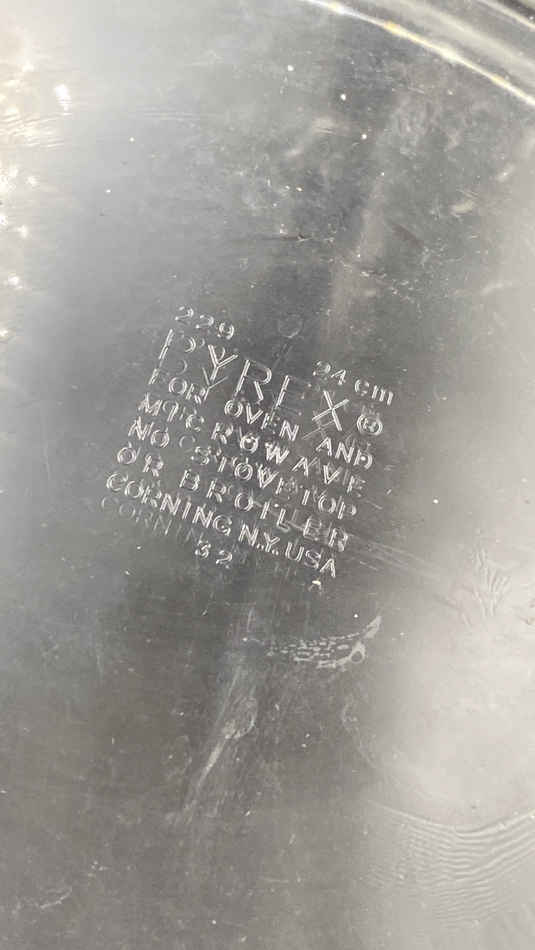 229 24 cm
PYREX®
FOR OVEN AND
MICROWAVE
NO STOVETOP
OR BROILER
CORNING N.Y. USA
32